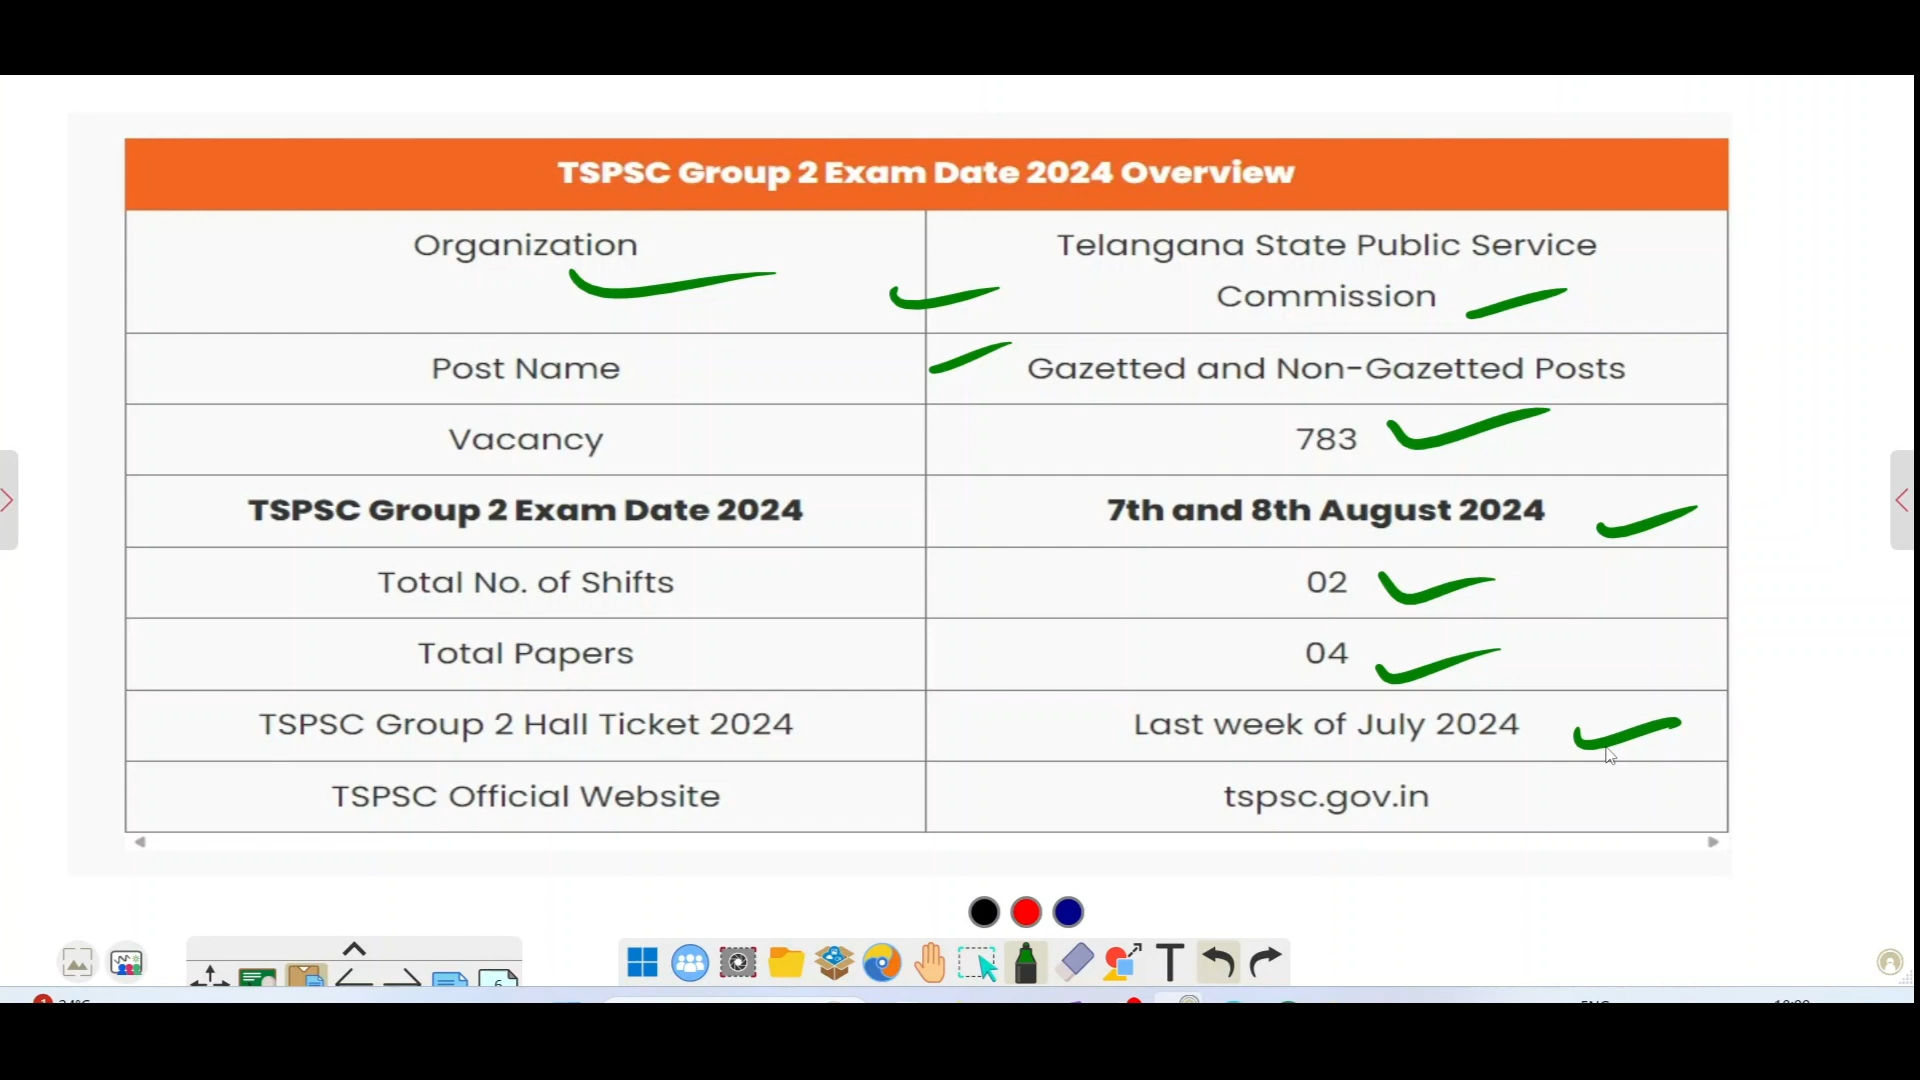 TSPSC Group 2 Exam Date 2024 Overview
Organization
Telangana State Public Service
Commission
Post Name
Gazetted and Non-Gazetted Posts
Vacancy
783
TSPSC Group 2 Exam Date 2024
7th and 8th August 2024
Total No. of Shifts
02
Total Papers
04
TSPSC Group 2 Hall Ticket 2024
Last week of July 2024
TSPSC Official Website
tspsc.gov.in
T